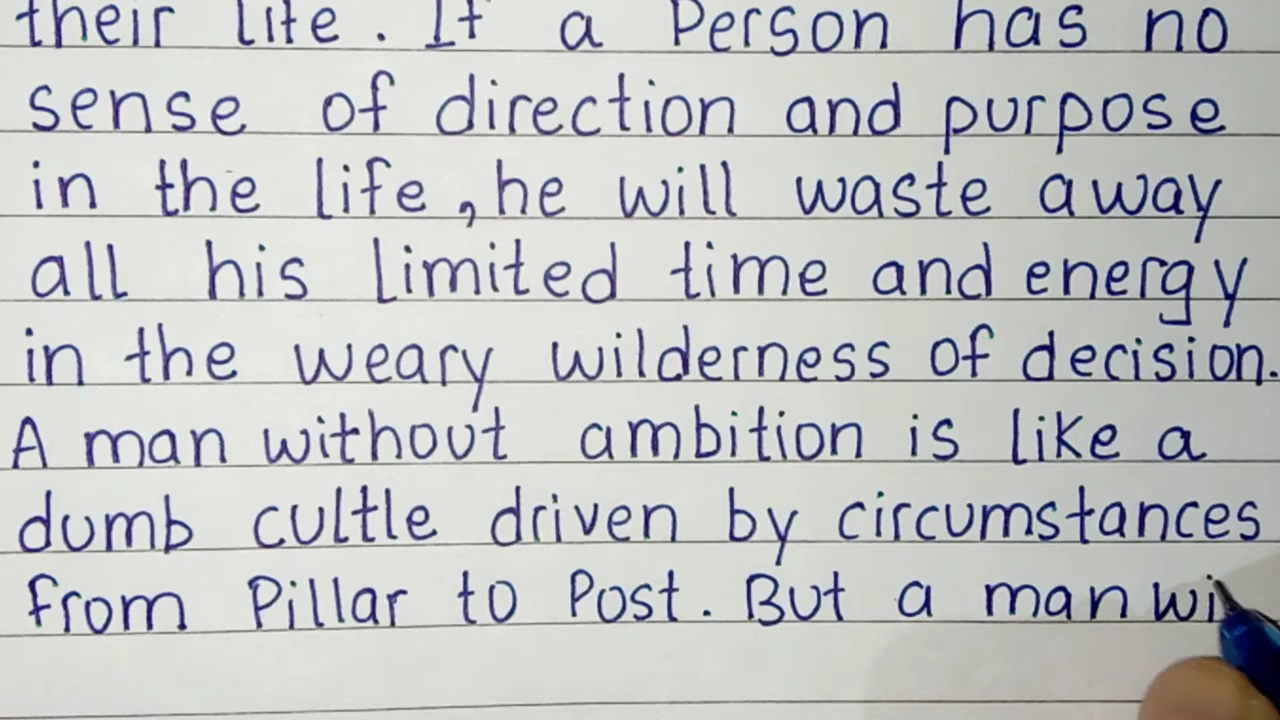 their life. If a Person has no
sense of direction and purpose
in the life, he will waste away
all his limited time and energy
in the weary wilderness of decision.
A man without ambition is like a
dumb cultle driven by circumstances
from Pillar to Post. But a man wi